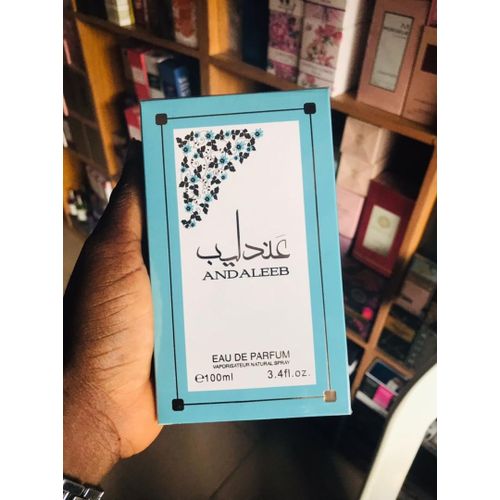 عندليب
ANDALEEB
EAU DE PARFUM
VAPORISATEUR NATURAL SPRAY
℮100ml 3.4fl.oz.